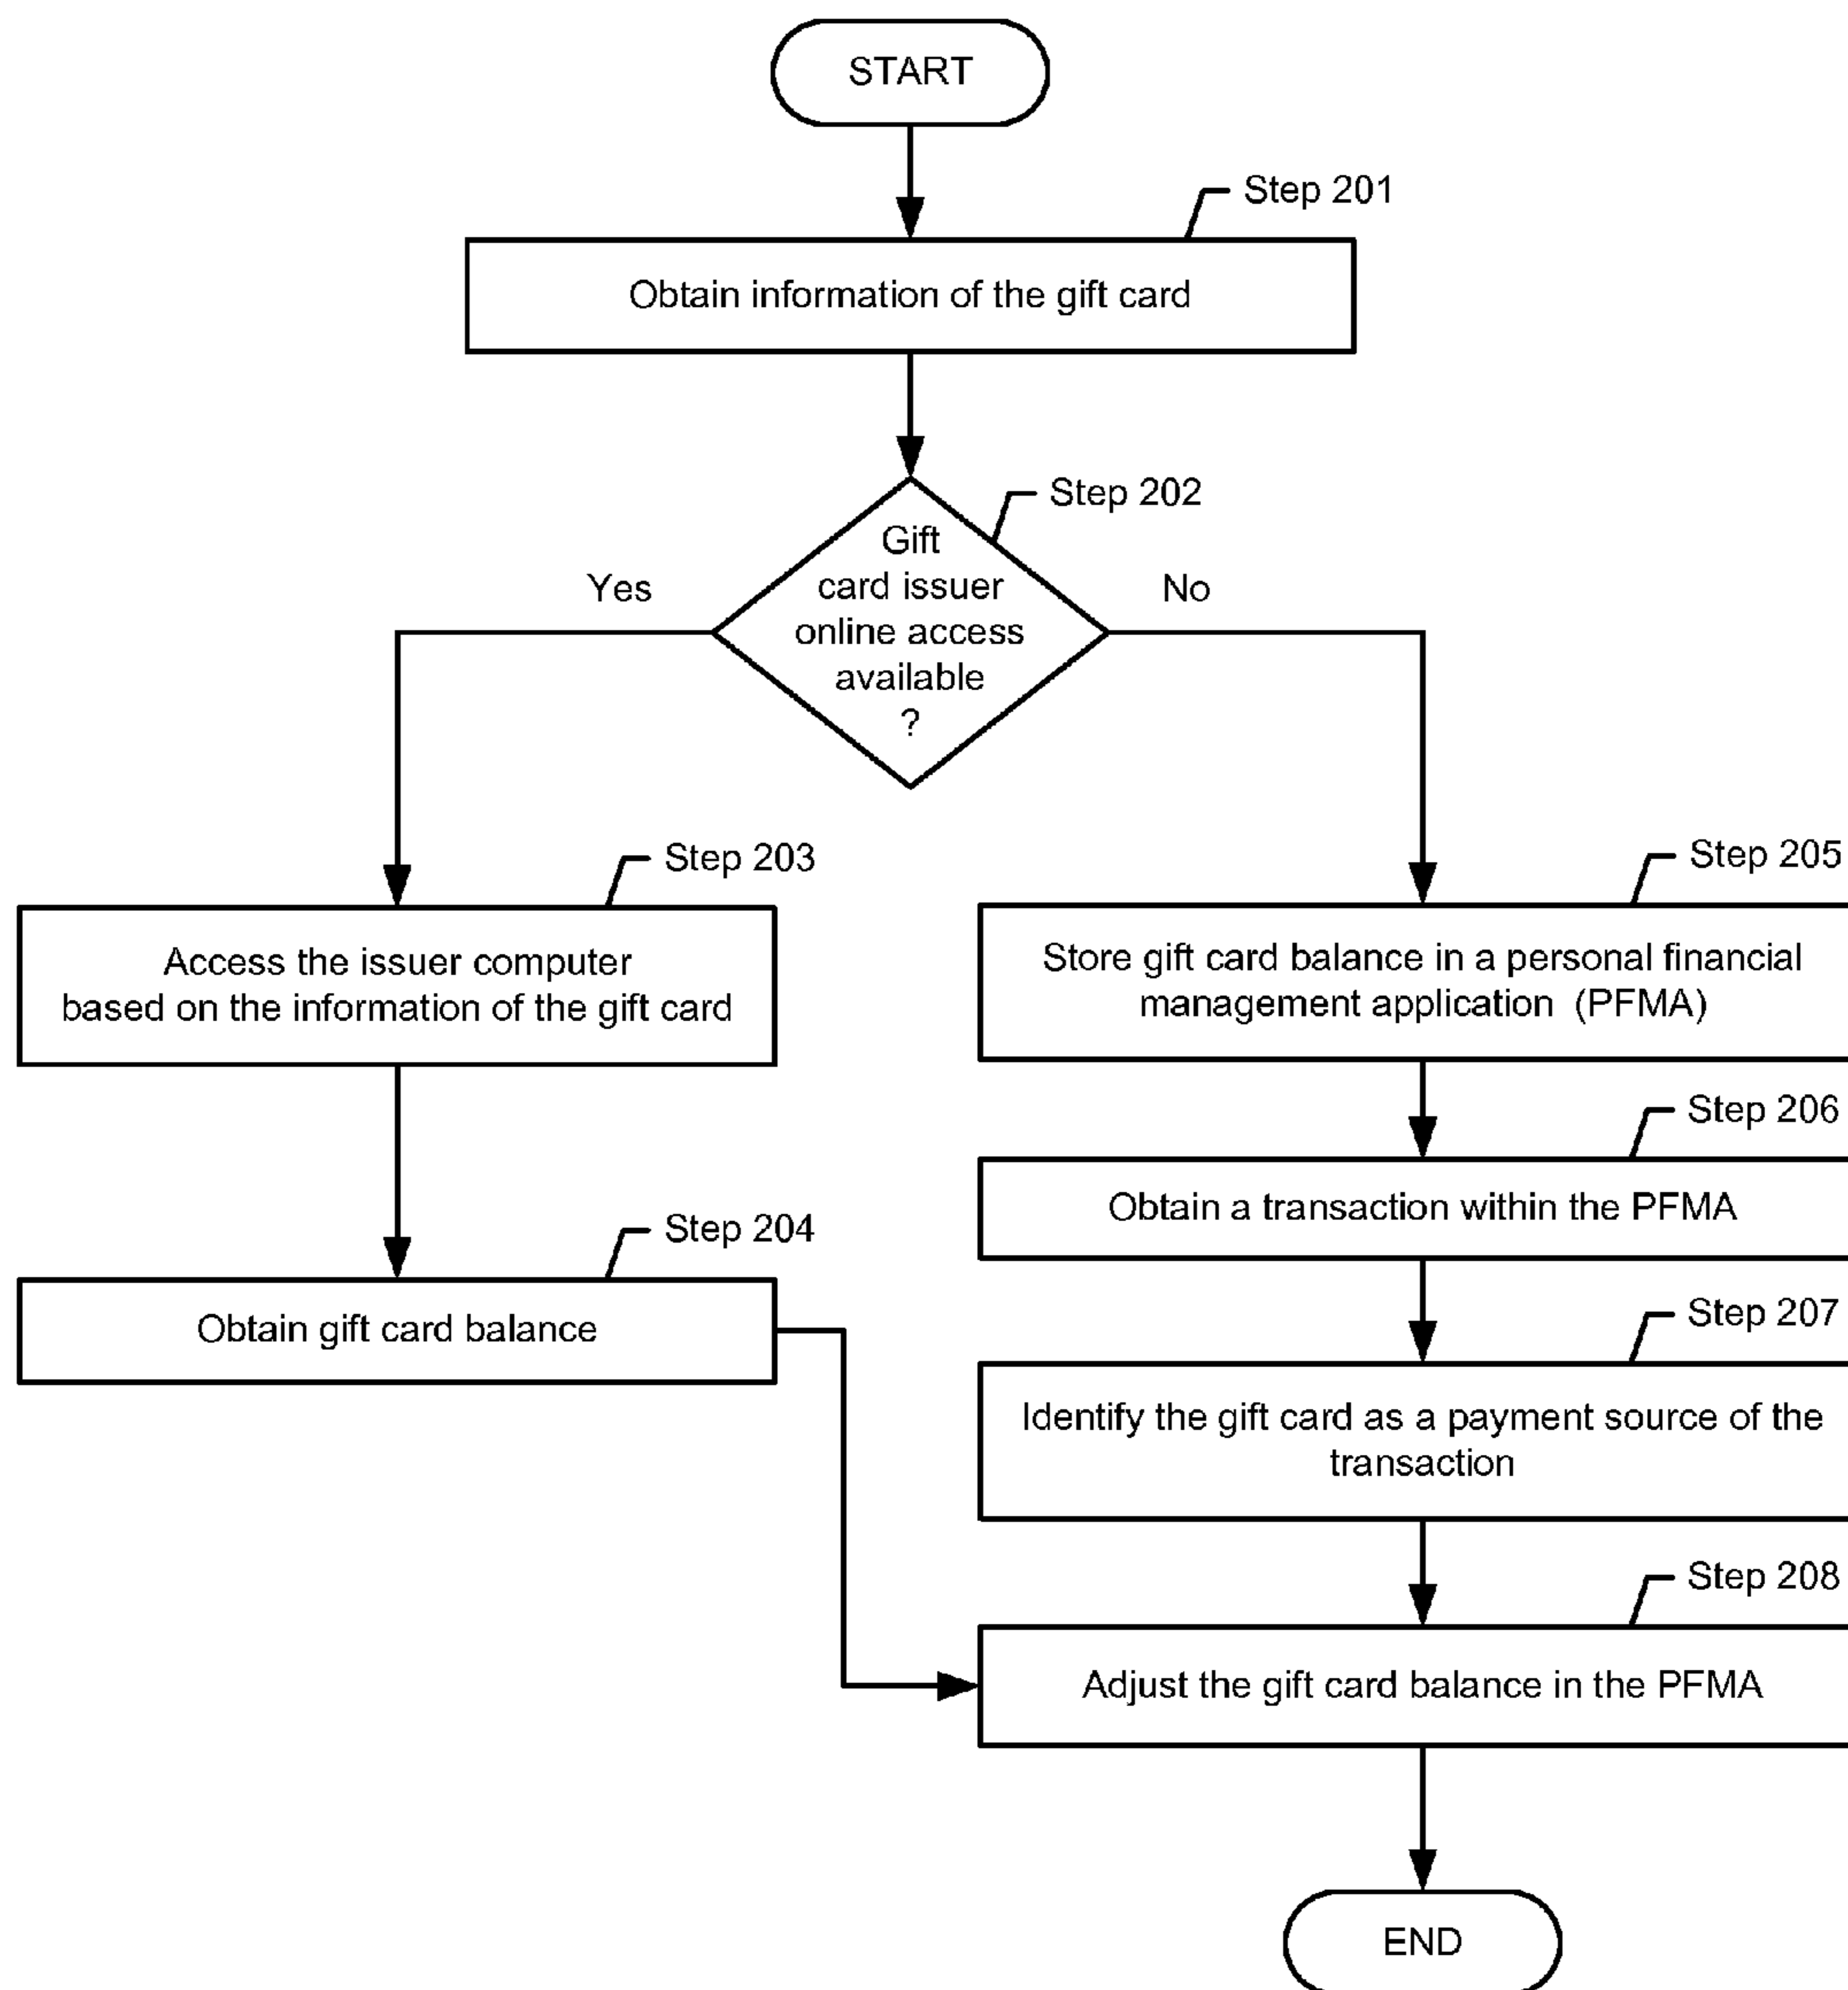 START
Step 201
Obtain information of the gift card
Step 202
Gift
card issuer
online access
available
?
Yes
No
Step 203
Access the issuer computer
based on the information of the gift card
Step 204
Obtain gift card balance
Step 205
Store gift card balance in a personal financial
management application (PFMA)
Step 206
Obtain a transaction within the PFMA
Step 207
Identify the gift card as a payment source of the
transaction
Step 208
Adjust the gift card balance in the PFMA
END